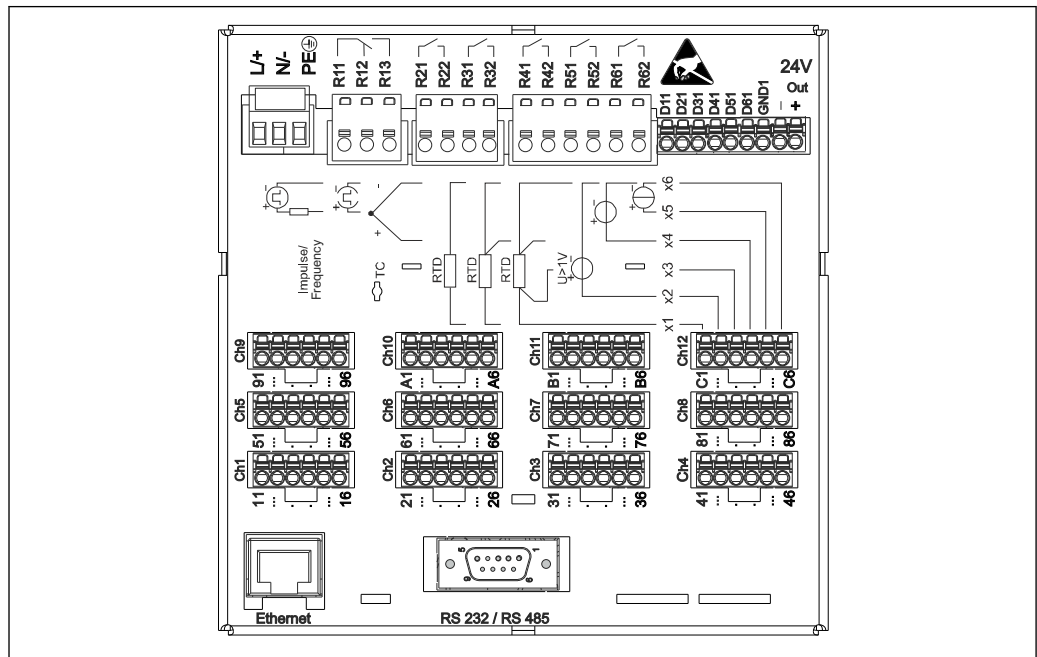 L/+ N/- PE
R11 R12 R13
R21 R22 R31 R32
R41 R42 R51 R52 R61 R62
D11 D21 D31 D41 D51 D61 GND1 - +
24V
Out
- + - + - +
Impulse/
Frequency
TC
RTD RTD RTD
U>1V
- + - + - +
x6
x5
x4
x3
x2
x1
Ch9 Ch10 Ch11 Ch12
91 ... . . ... 96 A1 ... . . ... A6 B1 ... . . ... B6 C1 ... . . ... C6
Ch5 Ch6 Ch7 Ch8
51 ... . . ... 56 61 ... . . ... 66 71 ... . . ... 76 81 ... . . ... 86
Ch1 Ch2 Ch3 Ch4
11 ... . . ... 16 21 ... . . ... 26 31 ... . . ... 36 41 ... . . ... 46
5 1
9 6
Ethernet RS 232 / RS 485